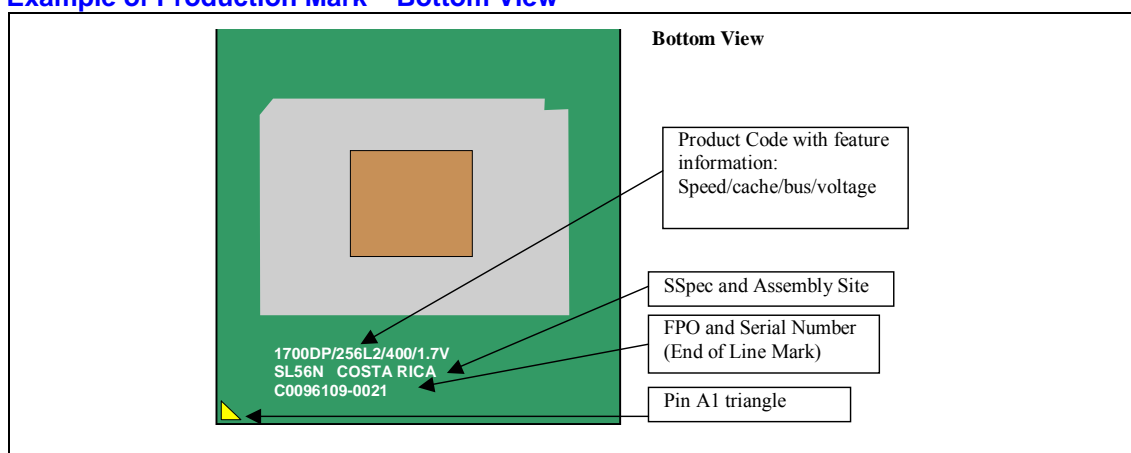 Example of Production Mark – Bottom View
Bottom View
Product Code with feature
information:
Speed/cache/bus/voltage
SSpec and Assembly Site
FPO and Serial Number
(End of Line Mark)
Pin A1 triangle
1700DP/256L2/400/1.7V
SL56N COSTA RICA
C0096109-0021